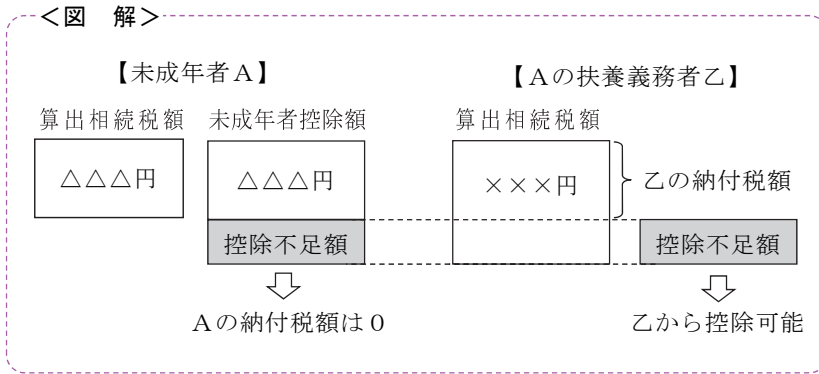 ＜図　解＞
【未成年者Ａ】
【Ａの扶養義務者乙】
算出相続税額
未成年者控除額
算出相続税額
△△△円
△△△円
×××円
乙の納付税額
控除不足額
控除不足額
Ａの納付税額は０
乙から控除可能